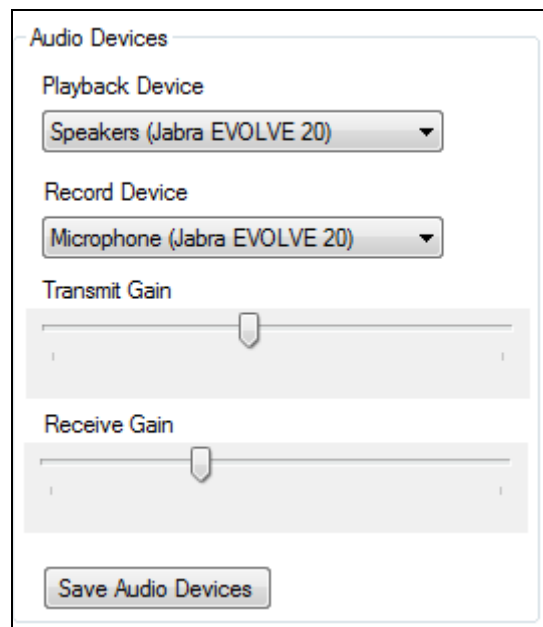 Audio Devices
Playback Device
Speakers (Jabra EVOLVE 20)
Record Device
Microphone (Jabra EVOLVE 20)
Transmit Gain
Receive Gain
Save Audio Devices